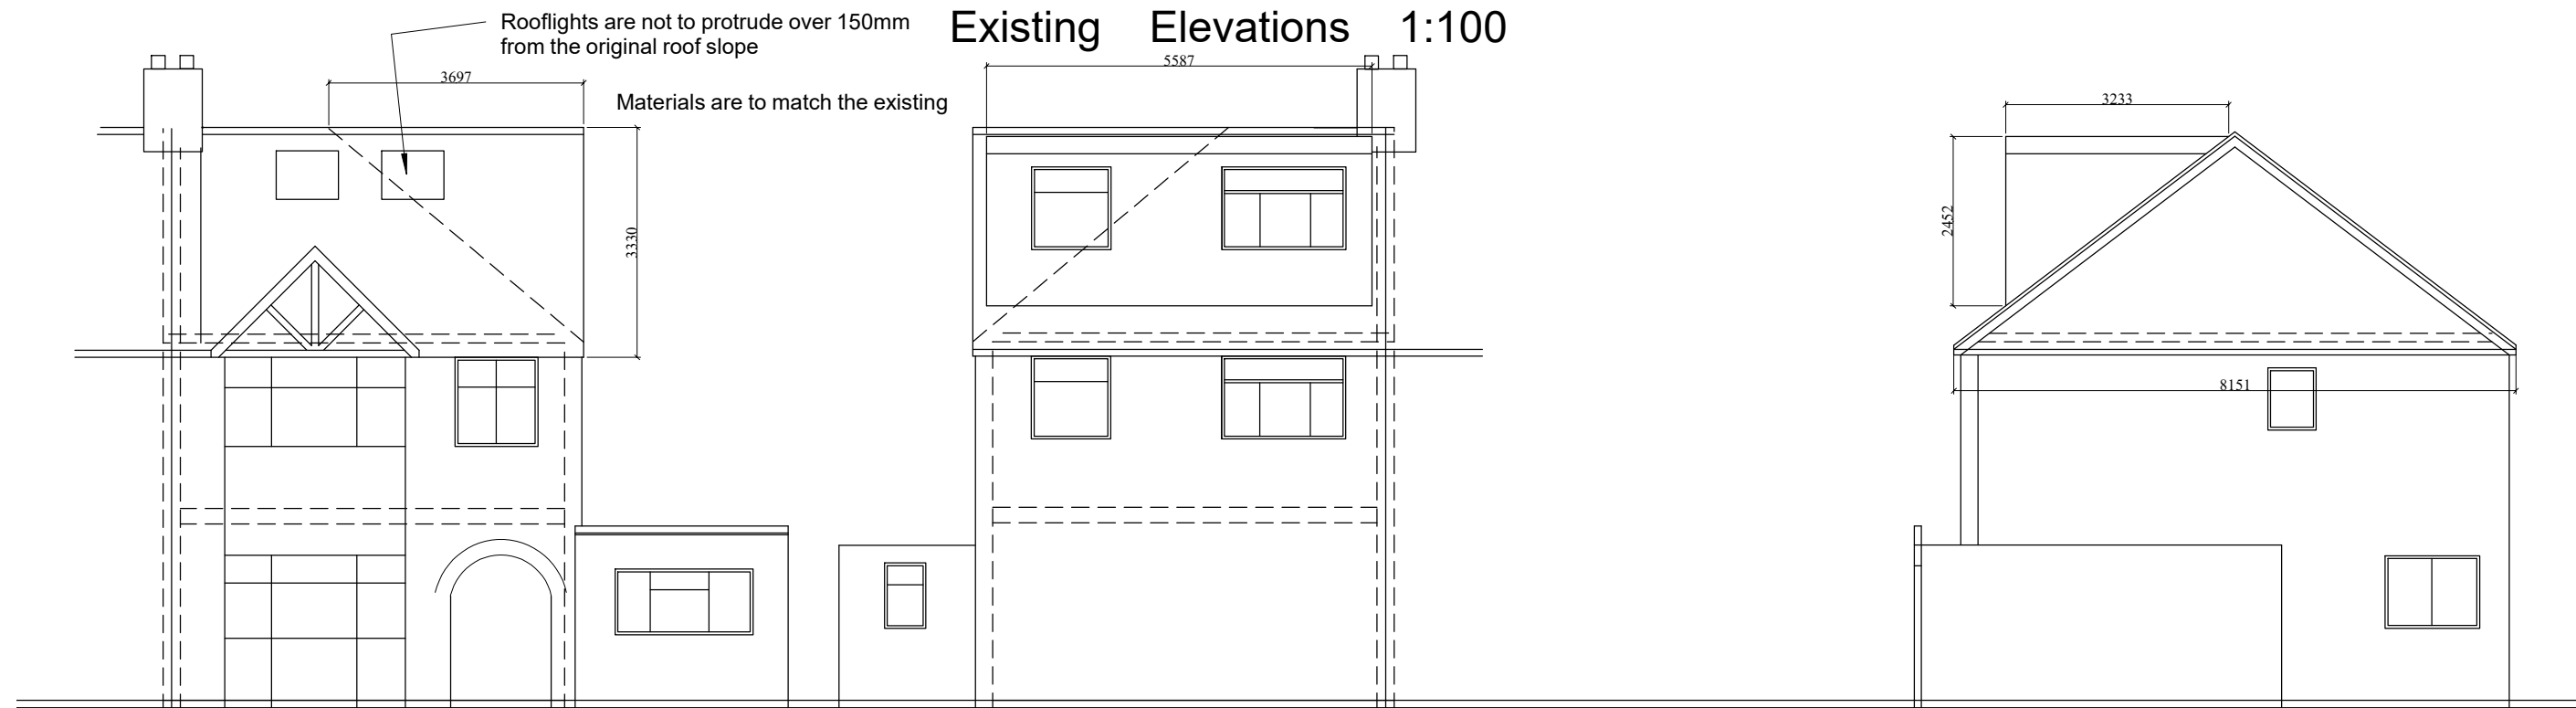 Existing Elevations 1:100
Rooflights are not to protrude over 150mm
from the original roof slope
Materials are to match the existing
3697
3330
5587
3233
2452
8151